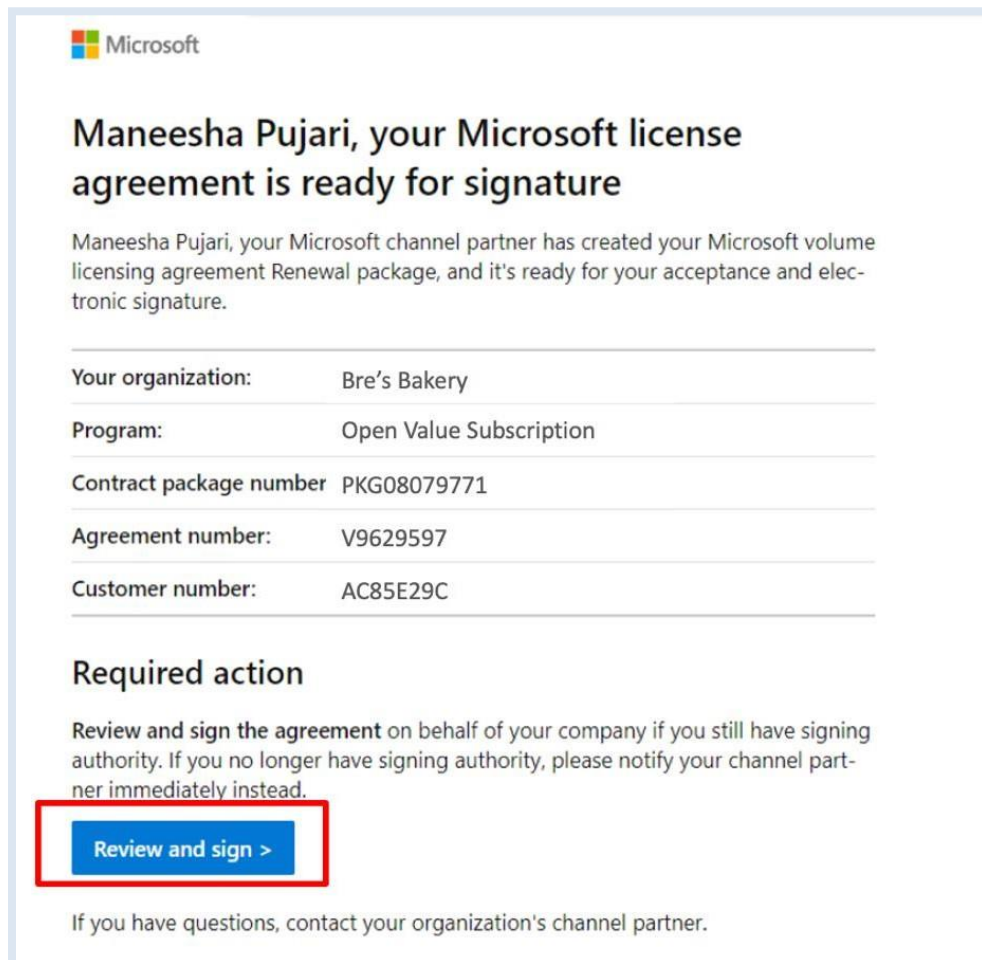 Microsoft
Maneesha Pujari, your Microsoft license
agreement is ready for signature
Maneesha Pujari, your Microsoft channel partner has created your Microsoft volume
licensing agreement Renewal package, and it's ready for your acceptance and elec-
tronic signature.
Your organization: Bre’s Bakery
Program: Open Value Subscription
Contract package number PKG08079771
Agreement number: V9629597
Customer number: AC85E29C
Required action
Review and sign the agreement on behalf of your company if you still have signing
authority. If you no longer have signing authority, please notify your channel part-
ner immediately instead.
Review and sign >
If you have questions, contact your organization's channel partner.